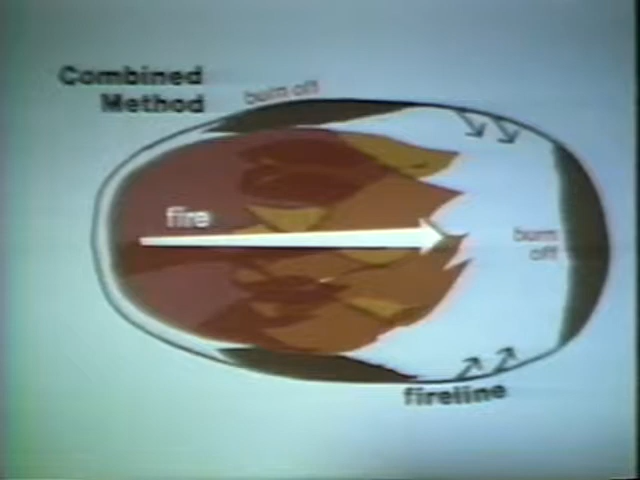 Combined
Method
burn off
fire
burn
off
fireline